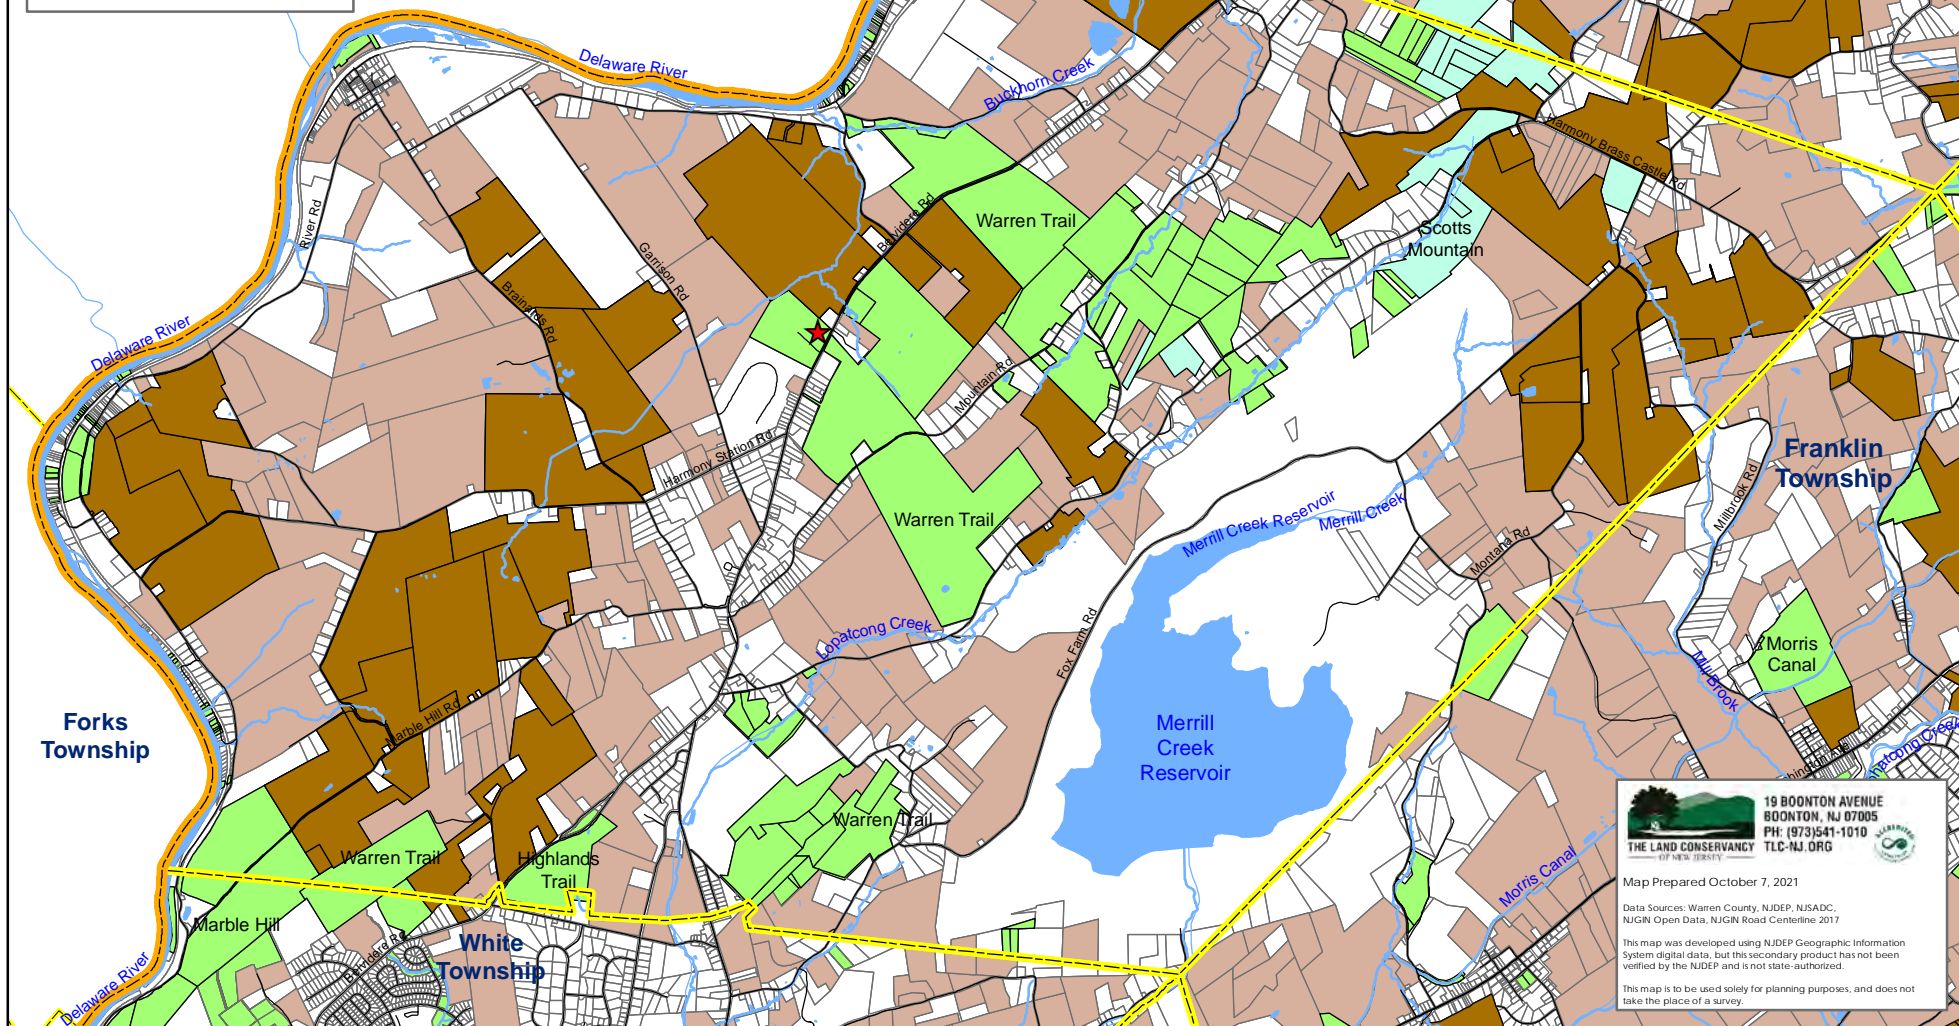 Delaware River
Buckhorn Creek
Harmony Brass Castle Rd
River Rd
Belvidere Rd
Warren Trail
Scotts
Mountain
Garrison Rd
Brainards Rd
Delaware River
Mountain Rd
Harmony Station Rd
Franklin
Township
Millbrook Rd
Merrill Creek Reservoir
Merrill Creek
Warren Trail
Montana Rd
Lopatcong Creek
Fox Farm Rd
Morris
Canal
Mill Brook
Marble Hill Rd
Forks
Township
Merrill
Creek
Reservoir
Warren Trail
Warren Trail
Highlands
Trail
Morris Canal
Marble Hill
Belvidere Rd
White
Township
Delaware River
THE LAND CONSERVANCY
OF NEW JERSEY
19 BOONTON AVENUE
BOONTON, NJ 07005
PH: (973)541-1010
TLC-NJ.ORG
ACCREDITED
Map Prepared October 7, 2021
Data Sources: Warren County, NJDEP, NJSADC,
NJGIN Open Data, NJGIN Road Centerline 2017
This map was developed using NJDEP Geographic Information
System digital data, but this secondary product has not been
verified by the NJDEP and is not state-authorized.
This map is to be used solely for planning purposes, and does not
take the place of a survey.